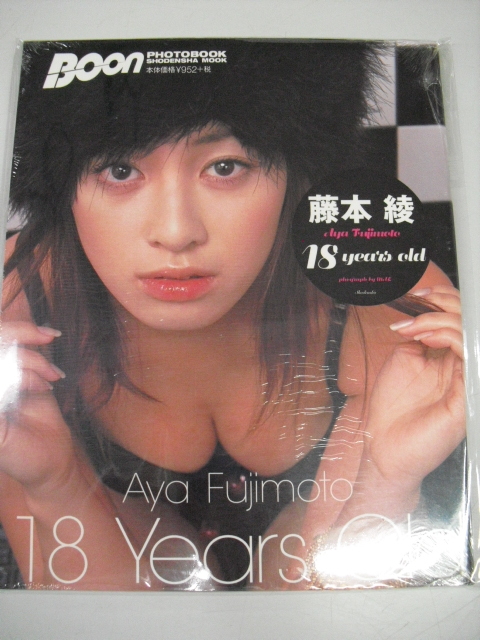 Boon PHOTOBOOK
SHODENSHA MOOK
本体価格¥952+税
藤本 綾
Aya Fujimoto
18 years old
Aya Fujimoto
18 Years